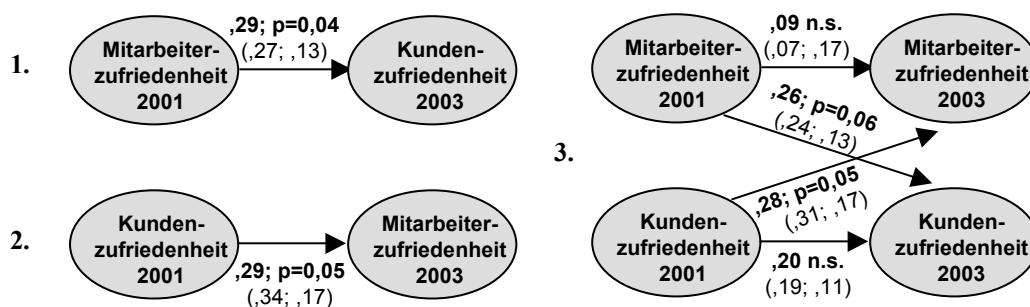 1.
Mitarbeiter-
zufriedenheit
2001
,29; p=0,04
(,27; ,13)
Kunden-
zufriedenheit
2003
2.
Kunden-
zufriedenheit
2001
,29; p=0,05
(,34; ,17)
Mitarbeiter-
zufriedenheit
2003
3.
Mitarbeiter-
zufriedenheit
2001
,09 n.s.
(,07; ,17)
Mitarbeiter-
zufriedenheit
2003
,26; p=0,06
(,24; ,13)
,28; p=0,05
(,31; ,17)
Kunden-
zufriedenheit
2001
,20 n.s.
(,19; ,11)
Kunden-
zufriedenheit
2003